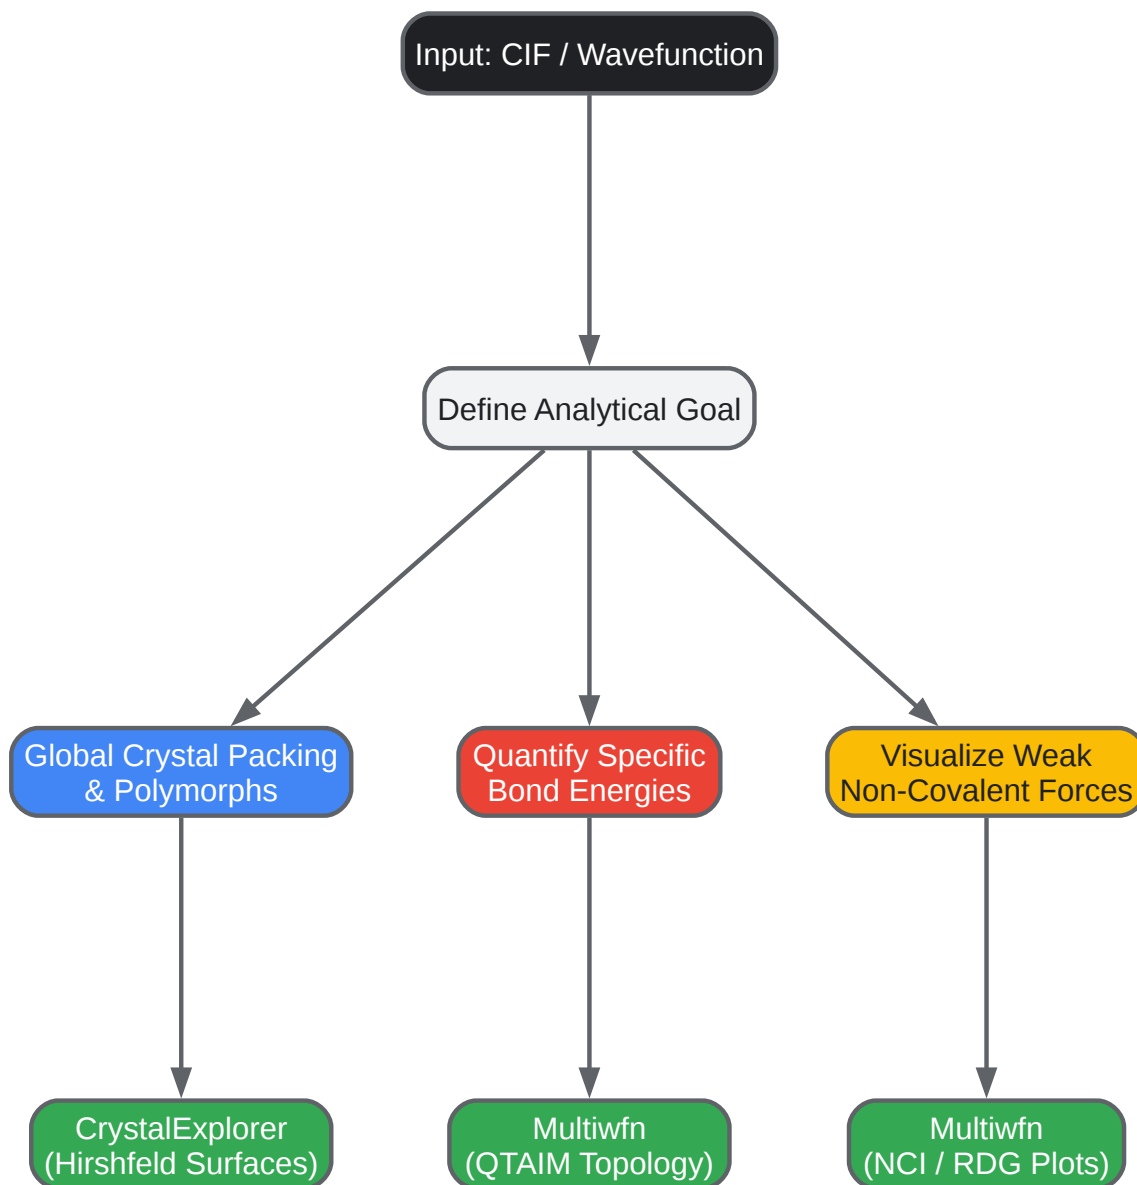 Input: CIF / Wavefunction
Define Analytical Goal
Global Crystal Packing
& Polymorphs
Quantify Specific
Bond Energies
Visualize Weak
Non-Covalent Forces
CrystalExplorer
(Hirshfeld Surfaces)
Multiwfn
(QTAIM Topology)
Multiwfn
(NCI / RDG Plots)